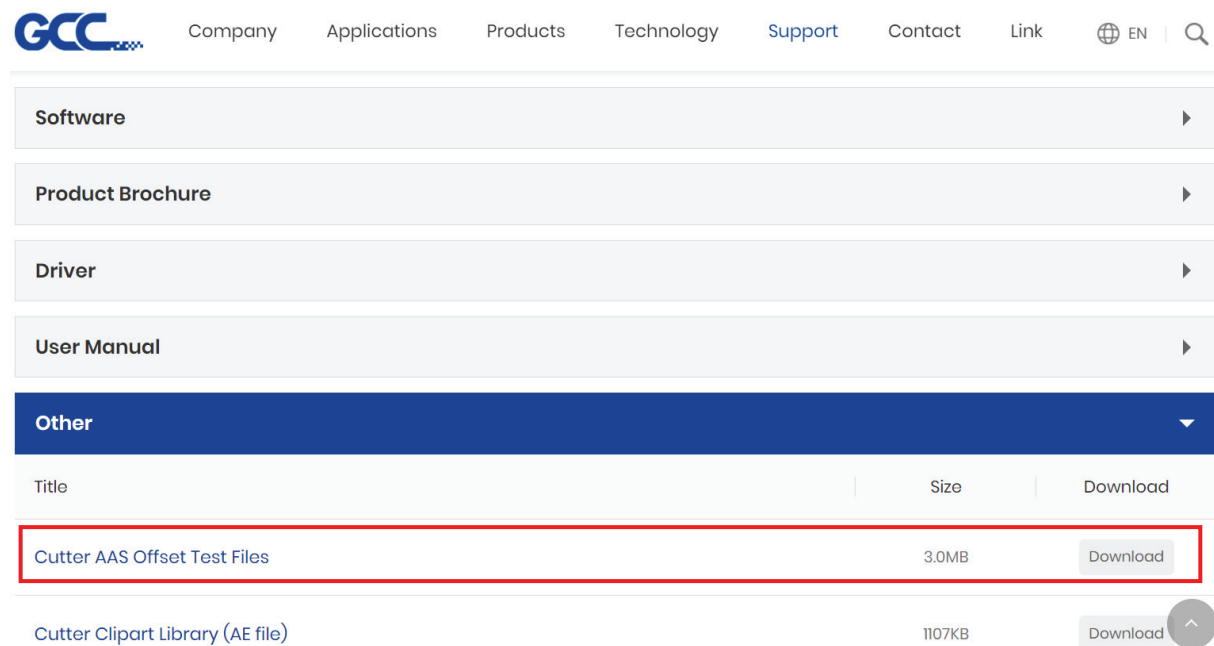 GCC Company Applications Products Technology Support Contact Link EN
Software
Product Brochure
Driver
User Manual
Other
Title Size Download
Cutter AAS Offset Test Files 3.0MB Download
Cutter Clipart Library (AE file) 1107KB Download